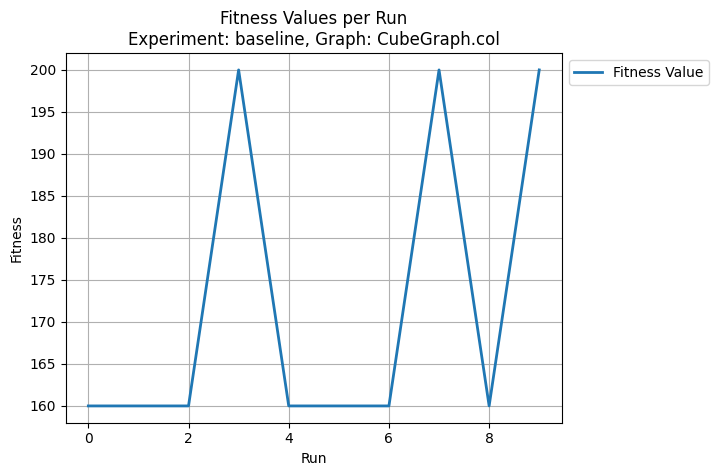 Fitness Values per Run
Experiment: baseline, Graph: CubeGraph.col
Fitness Value
200
195
190
185
180
175
170
165
160
Fitness
0 2 4 6 8
Run